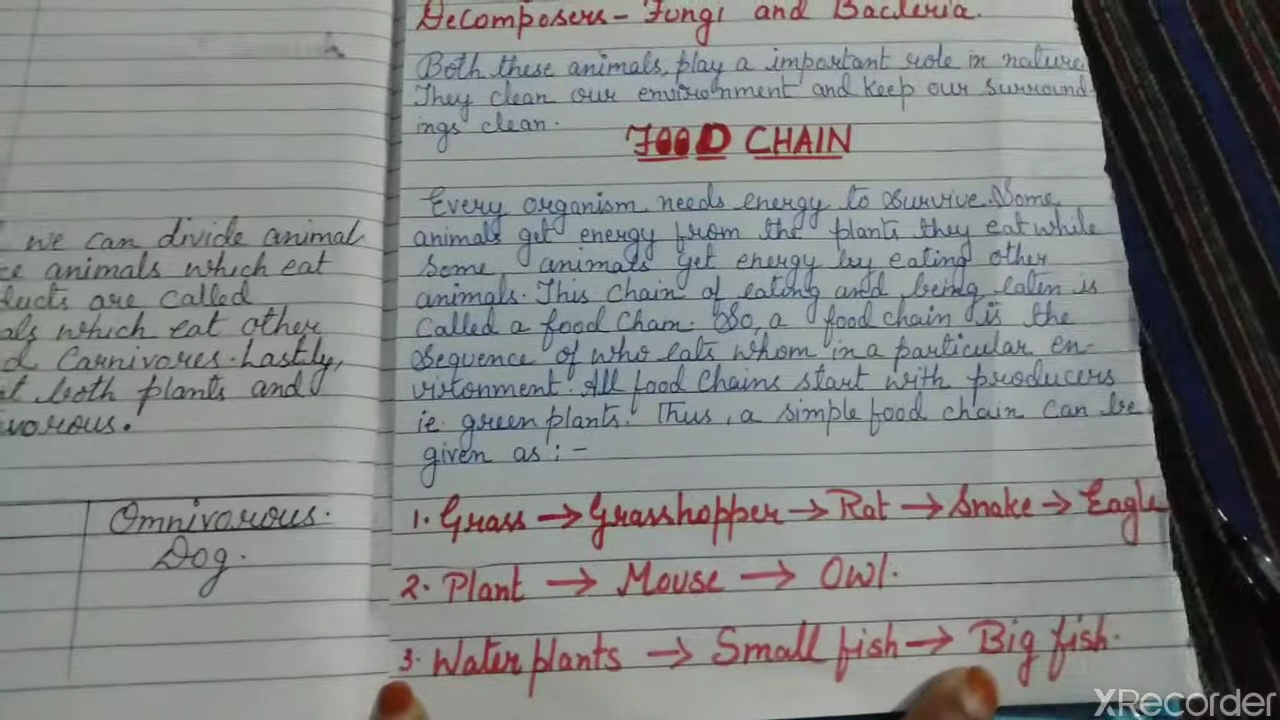 we can divide animal
animals which eat
are called
which eat other
Carnivores. Lastly,
both plants and
Omnivorous.
Dog.
Decomposers - Fungi and Bacteria.
Both these animals, play a important role in nature
They clean our environment and keep our surround
ings clean.
FOOD CHAIN
Every organism needs energy to survive. Some
animals get energy from the plants they eat while
some animals get energy by eating other
animals. This chain of eating and being eaten is
called a food chain. So, a food chain is the
sequence of who eats whom in a particular en-
vironment. All food chains start with producers
ie. green plants. Thus, a simple food chain can be
given as :-
1. Grass → Grasshopper → Rat → Snake → Eagle
2. Plant → Mouse → Owl.
3. Water plants → Small fish → Big fish.
XRecorder